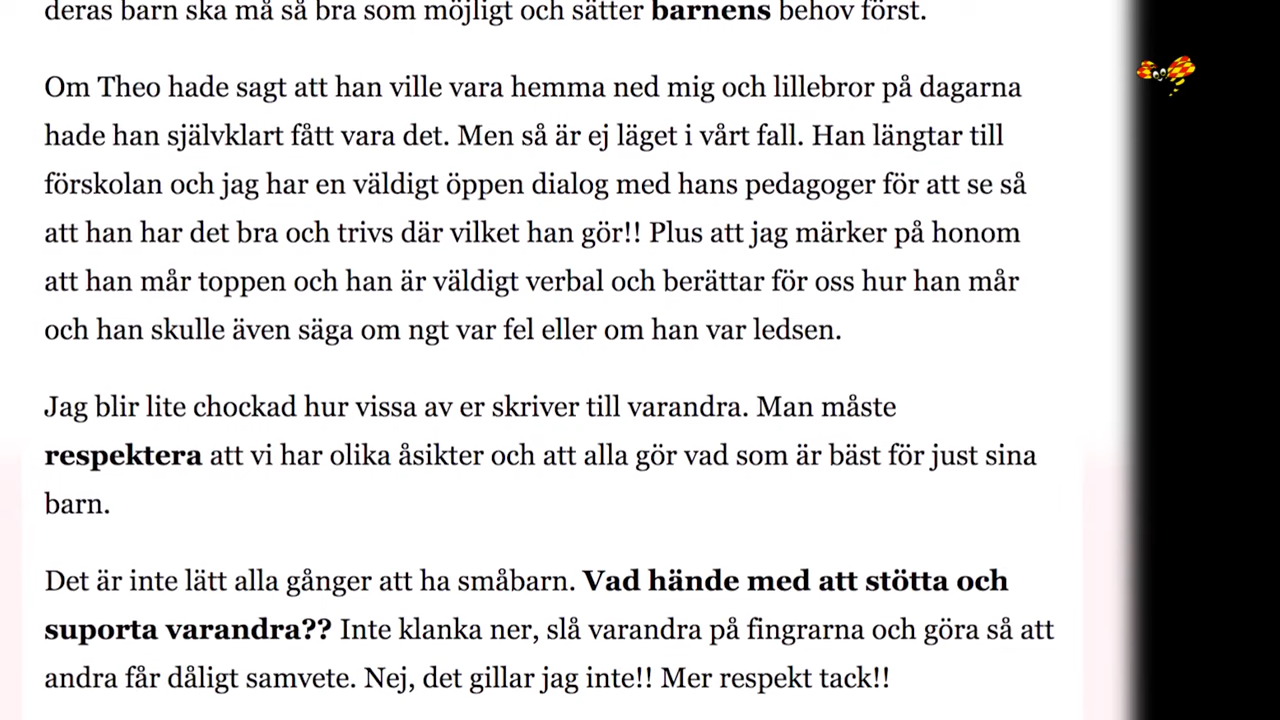 deras barn ska må så bra som möjligt och sätter barnens behov först.
Om Theo hade sagt att han ville vara hemma ned mig och lillebror på dagarna
hade han självklart fått vara det. Men så är ej läget i vårt fall. Han längtar till
förskolan och jag har en väldigt öppen dialog med hans pedagoger för att se så
att han har det bra och trivs där vilket han gör!! Plus att jag märker på honom
att han mår toppen och han är väldigt verbal och berättar för oss hur han mår
och han skulle även säga om ngt var fel eller om han var ledsen.
Jag blir lite chockad hur vissa av er skriver till varandra. Man måste
respektera att vi har olika åsikter och att alla gör vad som är bäst för just sina
barn.
Det är inte lätt alla gånger att ha småbarn. Vad hände med att stötta och
suporta varandra?? Inte klanka ner, slå varandra på fingrarna och göra så att
andra får dåligt samvete. Nej, det gillar jag inte!! Mer respekt tack!!